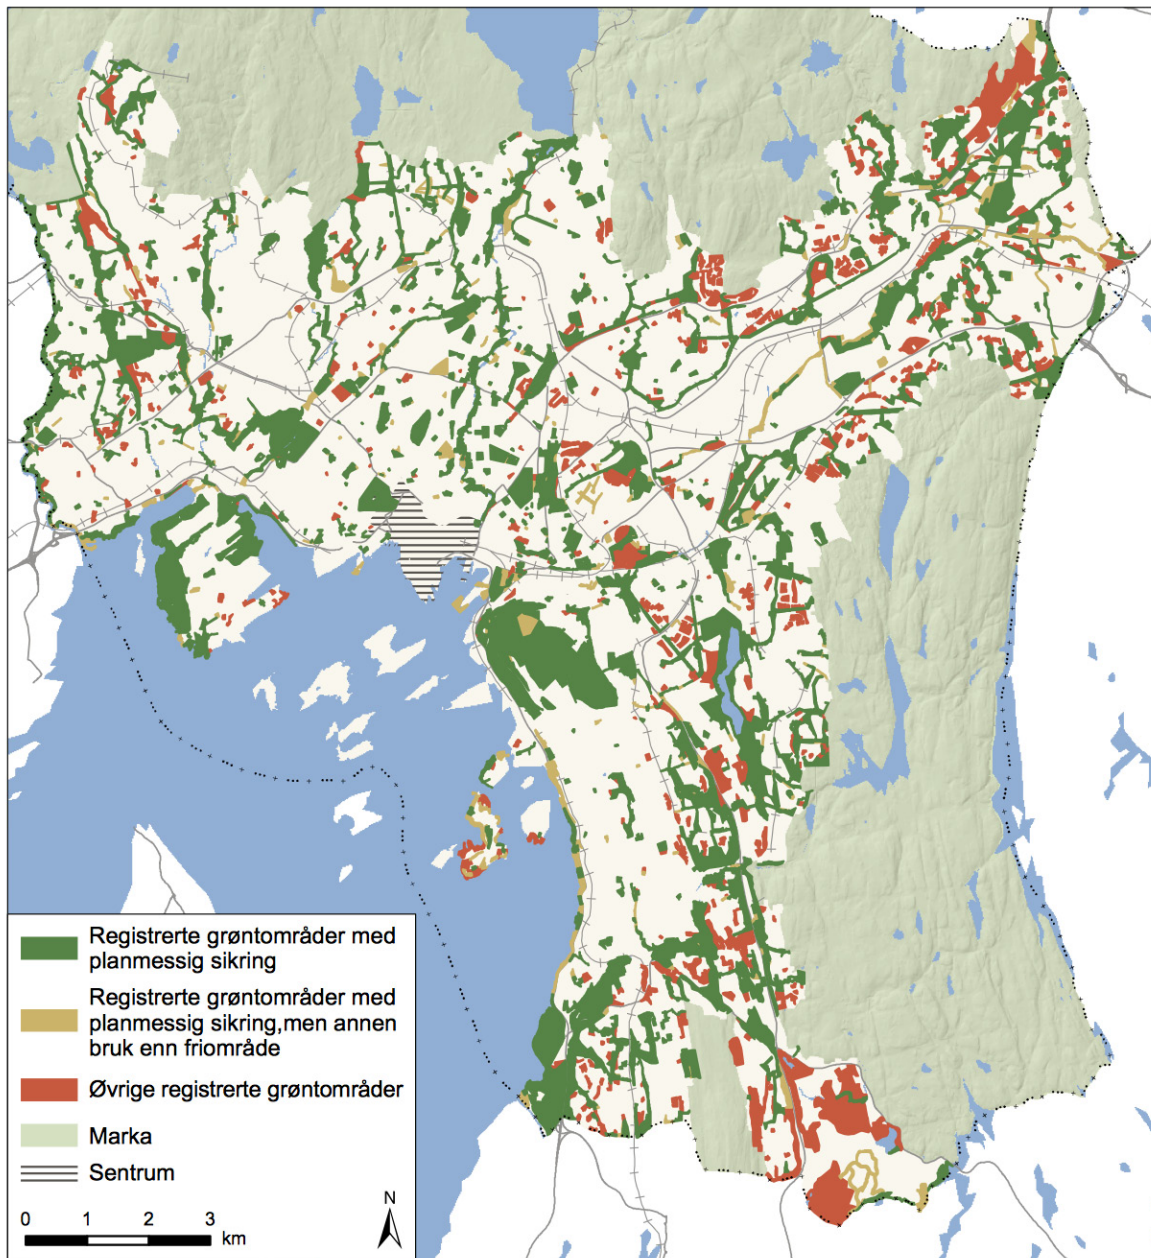 Registrerte grøntområder med
planmessig sikring
Registrerte grøntområder med
planmessig sikring,men annen
bruk enn friområde
Øvrige registrerte grøntområder
Marka
Sentrum
0 1 2 3
km
N